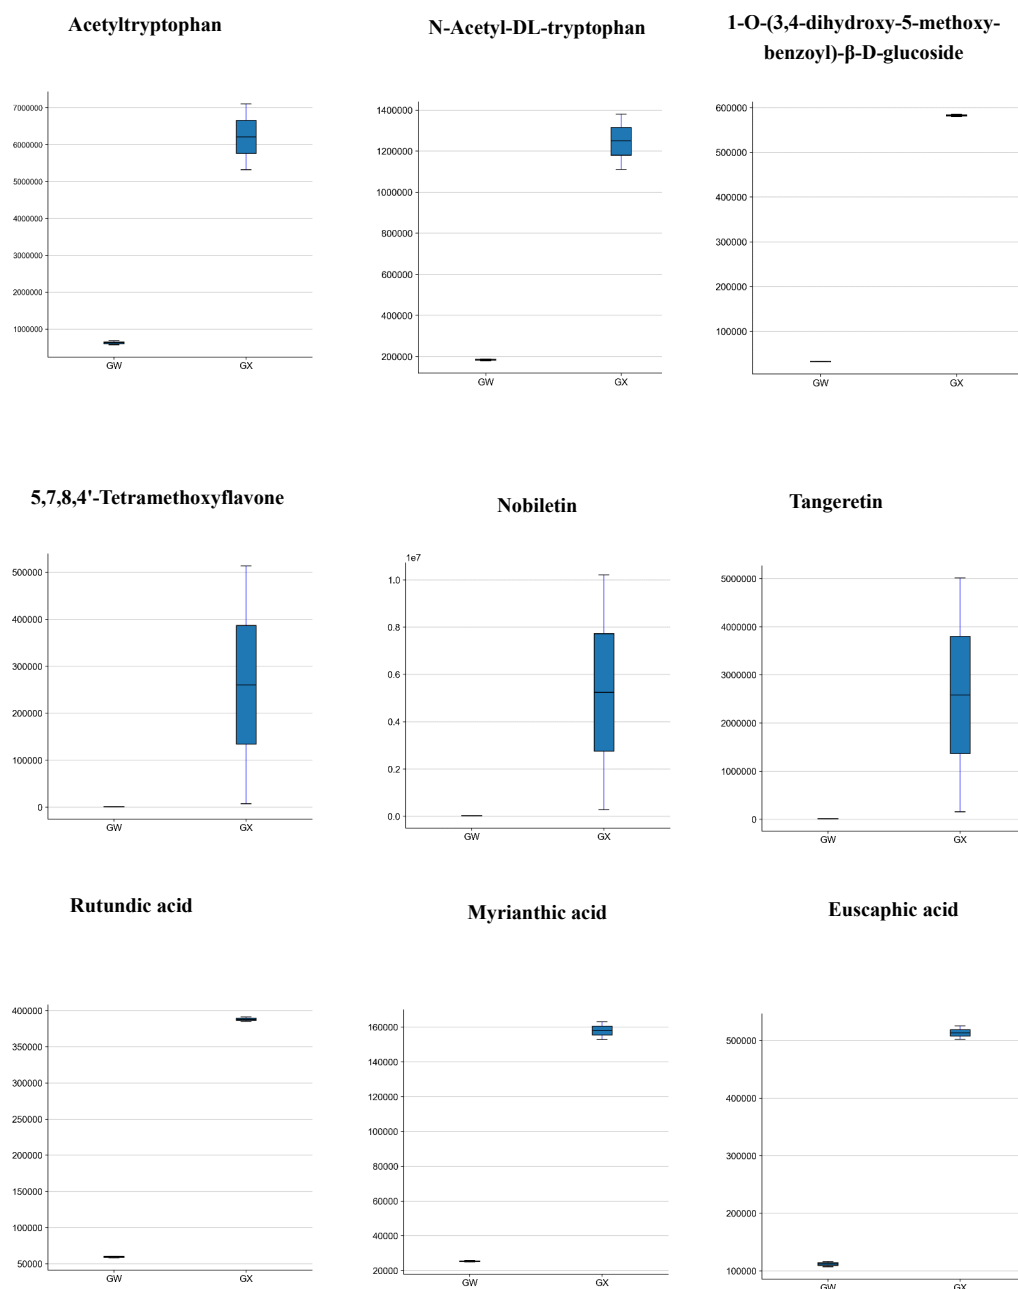 Acetyltryptophan
7000000
6000000
5000000
4000000
3000000
2000000
1000000
GW GX
N-Acetyl-DL-tryptophan
1400000
1200000
1000000
800000
600000
400000
200000
GW GX
1-O-(3,4-dihydroxy-5-methoxy-
benzoyl)-β-D-glucoside
600000
500000
400000
300000
200000
100000
GW GX
5,7,8,4'-Tetramethoxyflavone
500000
400000
300000
200000
100000
0
GW GX
Nobiletin
1e7
1.0
0.8
0.6
0.4
0.2
0.0
GW GX
Tangeretin
5000000
4000000
3000000
2000000
1000000
0
GW GX
Rutundic acid
400000
350000
300000
250000
200000
150000
100000
50000
GW GX
Myrianthic acid
160000
140000
120000
100000
80000
60000
40000
20000
GW GX
Euscaphic acid
500000
400000
300000
200000
100000
GW GX